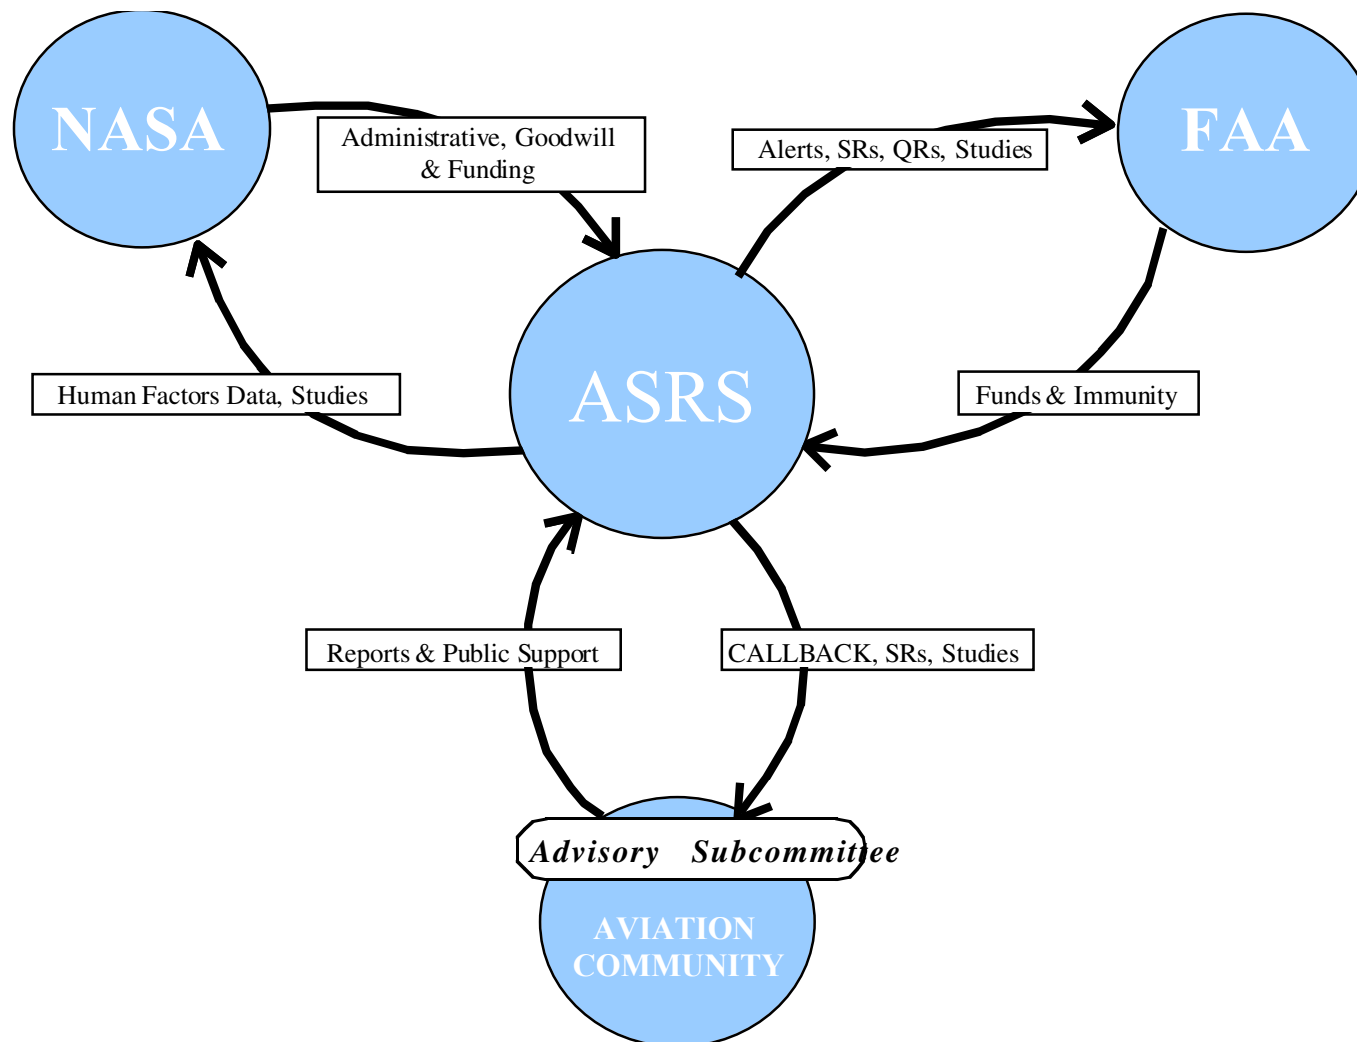 NASA
FAA
Administrative, Goodwill
& Funding
Alerts, SRs, QRs, Studies
ASRS
Human Factors Data, Studies
Funds & Immunity
Reports & Public Support
CALLBACK, SRs, Studies
Advisory Subcommittee
AVIATION
COMMUNITY